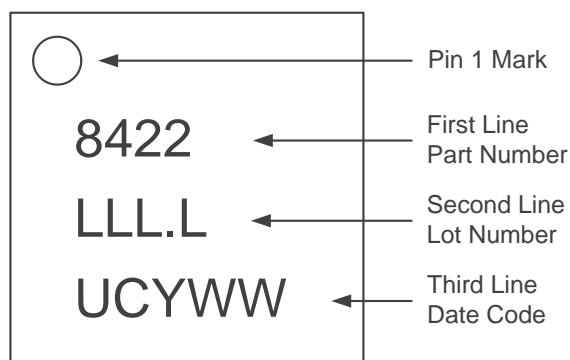 Pin 1 Mark
8422
First Line
Part Number
LLL.L
Second Line
Lot Number
UCYWW
Third Line
Date Code